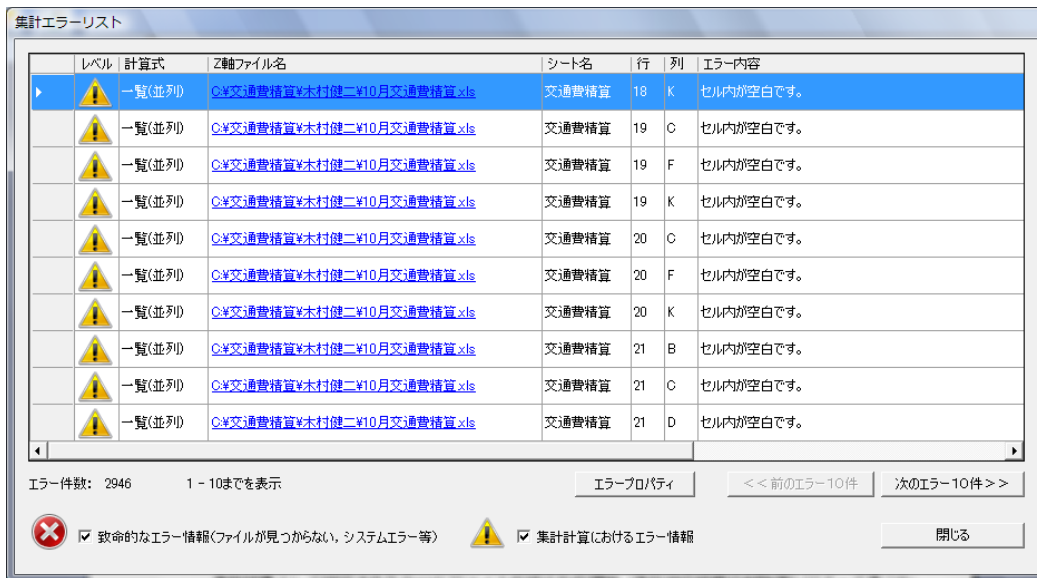 集計エラーリスト
レベル 計算式 Z軸ファイル名 シート名 行 列 エラー内容
一覧(並列) C:¥交通費精算¥木村健二¥10月交通費精算.xls 交通費精算 18 K セル内が空白です。
一覧(並列) C:¥交通費精算¥木村健二¥10月交通費精算.xls 交通費精算 19 C セル内が空白です。
一覧(並列) C:¥交通費精算¥木村健二¥10月交通費精算.xls 交通費精算 19 F セル内が空白です。
一覧(並列) C:¥交通費精算¥木村健二¥10月交通費精算.xls 交通費精算 19 K セル内が空白です。
一覧(並列) C:¥交通費精算¥木村健二¥10月交通費精算.xls 交通費精算 20 C セル内が空白です。
一覧(並列) C:¥交通費精算¥木村健二¥10月交通費精算.xls 交通費精算 20 F セル内が空白です。
一覧(並列) C:¥交通費精算¥木村健二¥10月交通費精算.xls 交通費精算 20 K セル内が空白です。
一覧(並列) C:¥交通費精算¥木村健二¥10月交通費精算.xls 交通費精算 21 B セル内が空白です。
一覧(並列) C:¥交通費精算¥木村健二¥10月交通費精算.xls 交通費精算 21 C セル内が空白です。
一覧(並列) C:¥交通費精算¥木村健二¥10月交通費精算.xls 交通費精算 21 D セル内が空白です。
エラー件数: 2946 1 - 10までを表示 エラープロパティ <<前のエラー10件 次のエラー10件>>
致命的なエラー情報(ファイルが見つからない, システムエラー等) 集計計算におけるエラー情報 閉じる